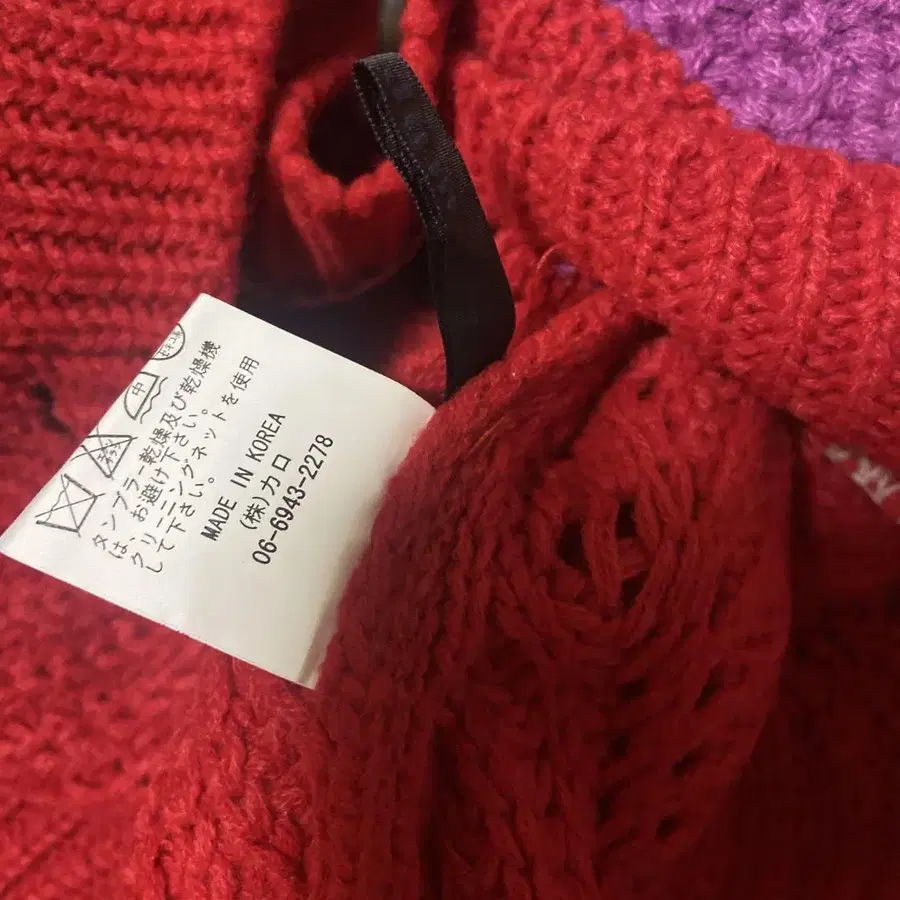 中
タンブラー乾燥及び乾燥機
は、お避け下さい。
クリーニングネットを使用
して下さい。
MADE IN KOREA
(株)カロ
06-6943-2278